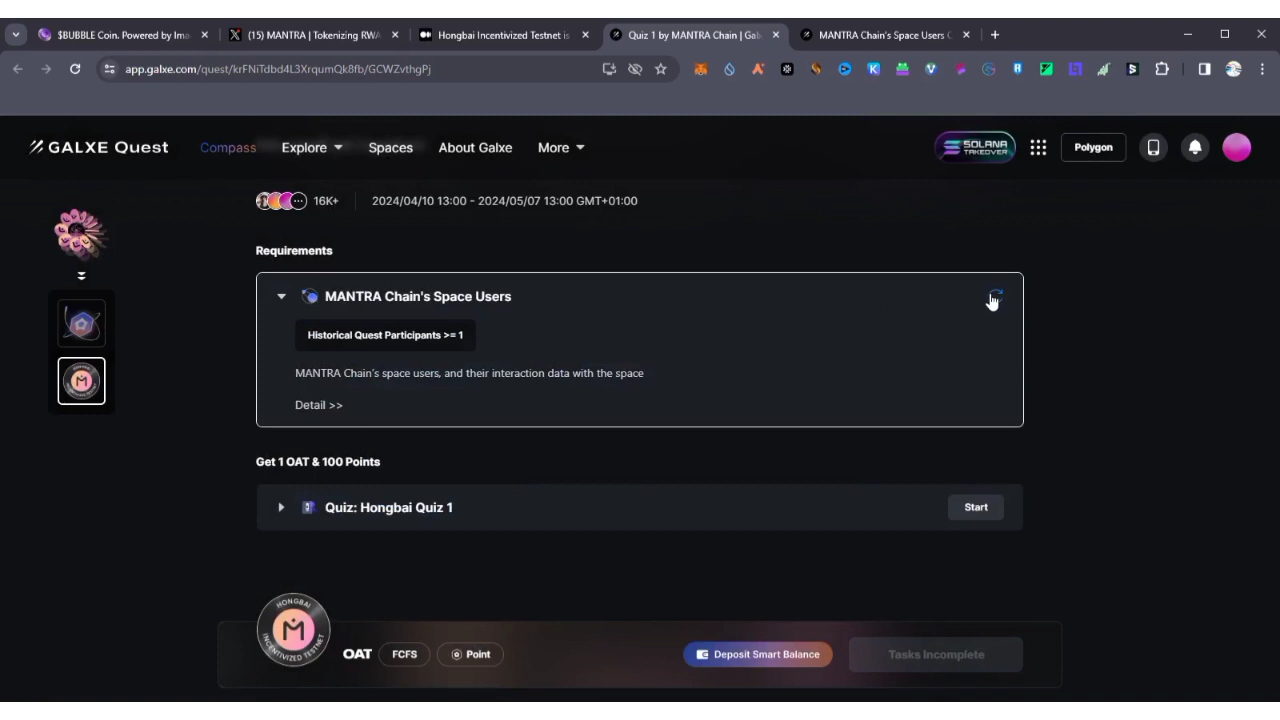 $BUBBLE Coin. Powered by Ima
(15) MANTRA | Tokenizing RWA
Hongbai Incentivized Testnet is
Quiz 1 by MANTRA Chain | Gal
MANTRA Chain's Space Users
app.galxe.com/quest/krFNiTdbd4L3XrqumQk8fb/GCWZvthgPj
GALXE Quest
Compass
Explore
Spaces
About Galxe
More
SOLANA
TAKEOVER
Polygon
16K+
2024/04/10 13:00 - 2024/05/07 13:00 GMT+01:00
Requirements
MANTRA Chain's Space Users
Historical Quest Participants >= 1
MANTRA Chain's space users, and their interaction data with the space
Detail >>
Get 1 OAT & 100 Points
Quiz: Hongbai Quiz 1
Start
HONGBAI
INCENTIVIZED TESTNET
OAT
FCFS
Point
Deposit Smart Balance
Tasks Incomplete